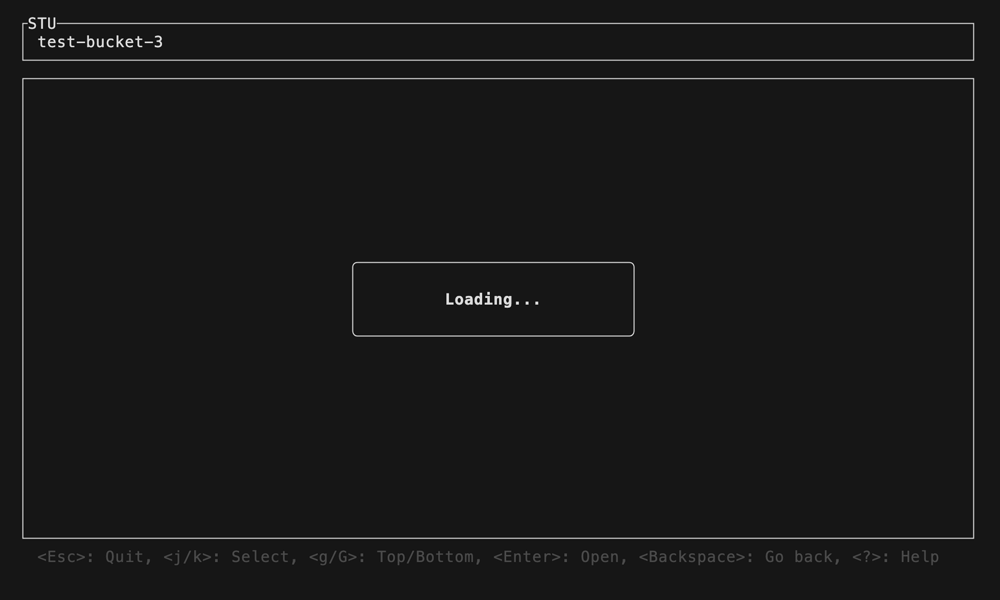 STU
test-bucket-3
Loading...
<Esc>: Quit, <j/k>: Select, <g/G>: Top/Bottom, <Enter>: Open, <Backspace>: Go back, <?>: Help